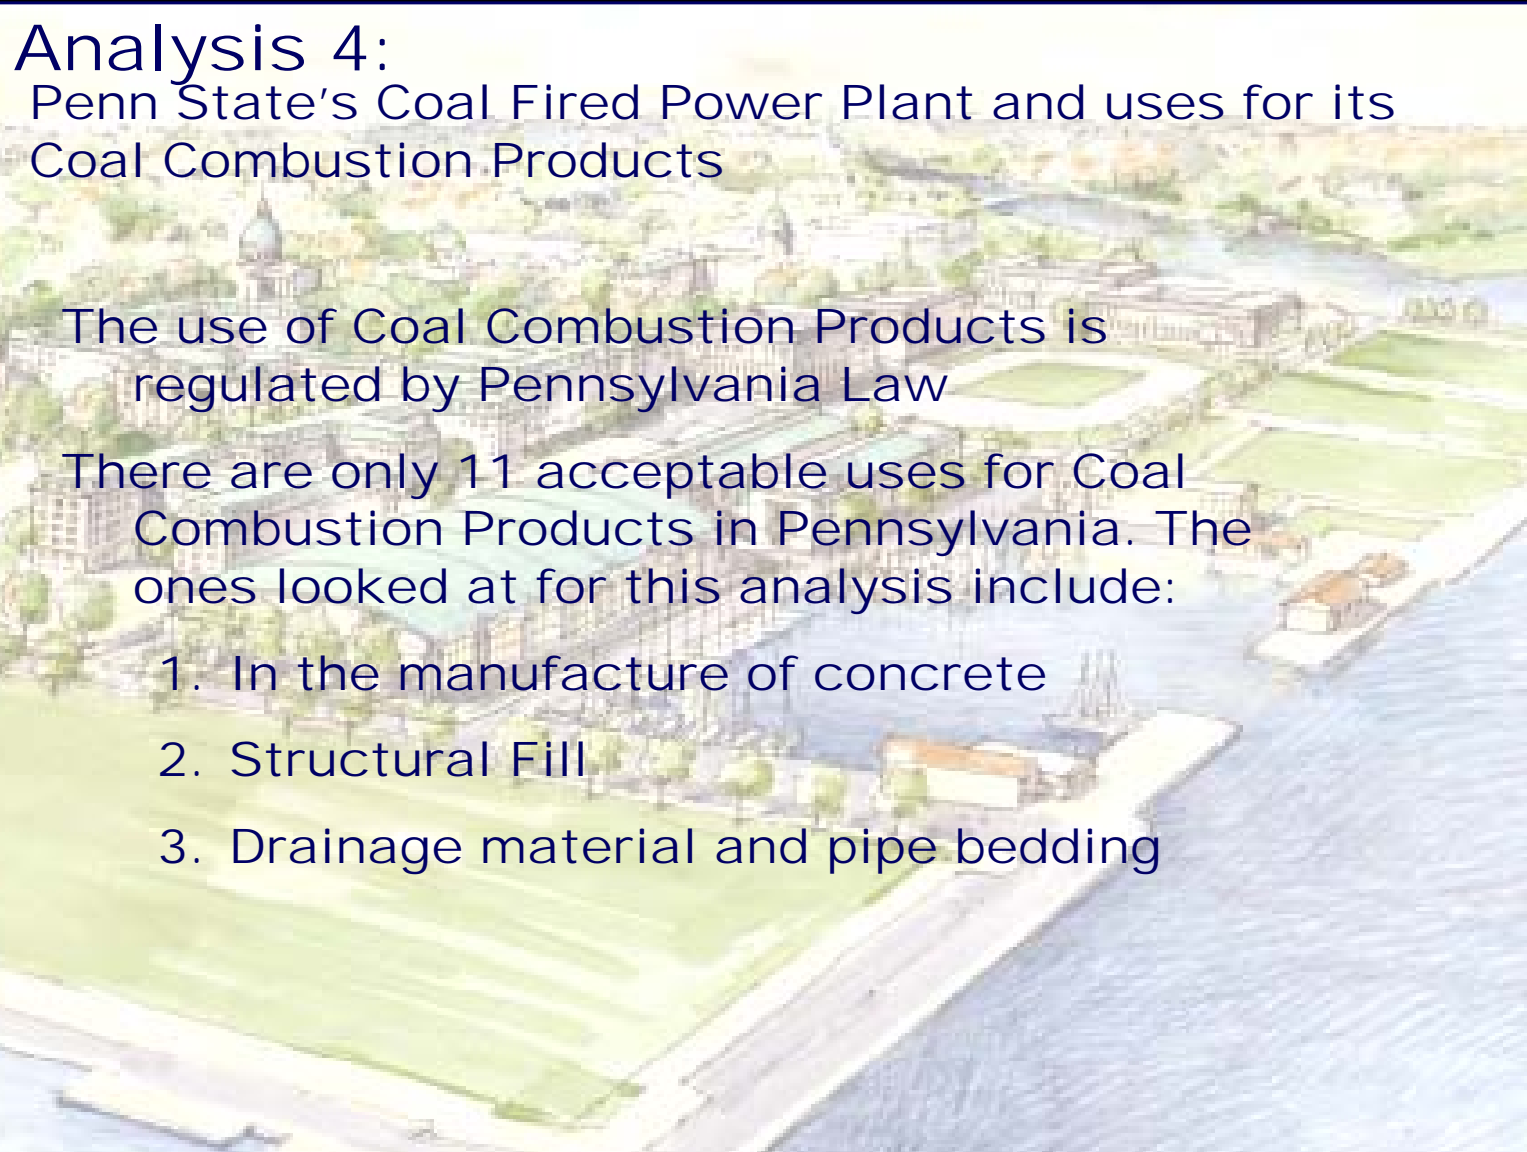 Analysis 4:
Penn State's Coal Fired Power Plant and uses for its
Coal Combustion Products
The use of Coal Combustion Products is
regulated by Pennsylvania Law
There are only 11 acceptable uses for Coal
Combustion Products in Pennsylvania. The
ones looked at for this analysis include:
1. In the manufacture of concrete
2. Structural Fill
3. Drainage material and pipe bedding